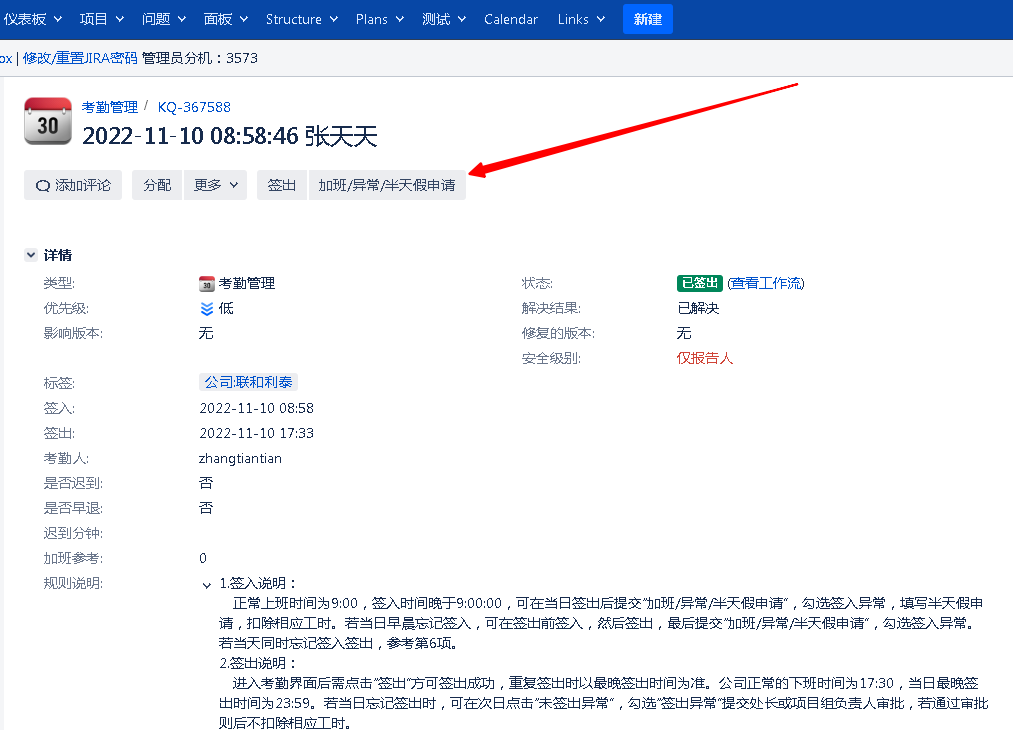 仪表板 项目 问题 面板 Structure Plans 测试 Calendar Links 新建
ox | 修改/重置JIRA密码 管理员分机：3573
考勤管理 / KQ-367588
30 2022-11-10 08:58:46 张天天
添加评论 分配 更多 签出 加班/异常/半天假申请
详情
类型: 30 考勤管理 状态: 已签出 (查看工作流)
优先级: 低 解决结果: 已解决
影响版本: 无 修复的版本: 无
安全级别: 仅报告人
标签: 公司:联和利泰
签入: 2022-11-10 08:58
签出: 2022-11-10 17:33
考勤人: zhangtiantian
是否迟到: 否
是否早退: 否
迟到分钟:
加班参考: 0
规则说明: 1.签入说明：
正常上班时间为9:00，签入时间晚于9:00:00，可在当日签出后提交"加班/异常/半天假申请"，勾选签入异常，填写半天假申
请，扣除相应工时。若当日早晨忘记签入，可在签出前签入，然后签出，最后提交"加班/异常/半天假申请"，勾选签入异常。
若当天同时忘记签入签出，参考第6项。
2.签出说明：
进入考勤界面后需点击"签出"方可签出成功，重复签出时以最晚签出时间为准。公司正常的下班时间为17:30，当日最晚签
出时间为23:59。若当日忘记签出时，可在次日点击"未签出异常"，勾选"签出异常"提交处长或项目组负责人审批，若通过审批
则后不扣除相应工时。